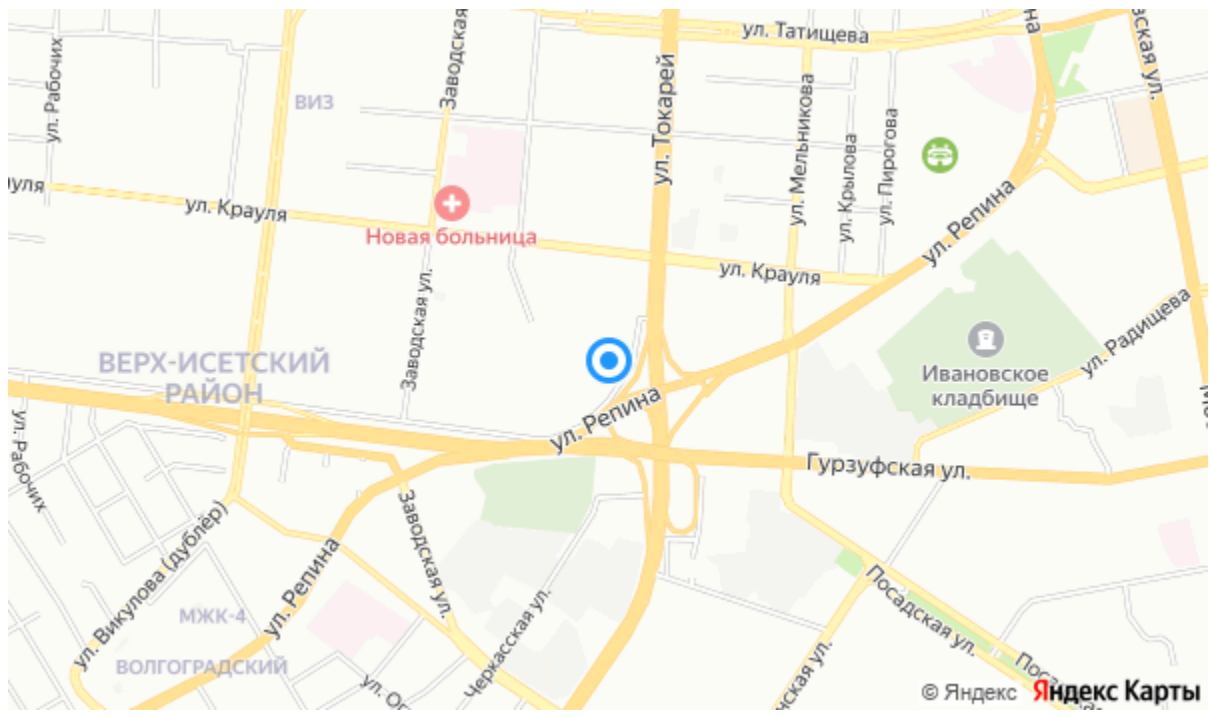 ул. Татищева
ул. Рабочих
Заводская
ВИЗ
ул. Токарей
ул. Мельникова
ул. Крылова
ул. Пирогова
ул. Крауля
Новая больница
ул. Крауля
ул. Репина
Заводская ул.
ВЕРХ-ИСЕТСКИЙ
РАЙОН
Ивановское
кладбище
ул. Радищева
ул. Репина
ул. Рабочих
Гурзуфская ул.
Заводская ул.
ул. Викулова (дублёр)
ул. Репина
МЖК-4
ВОЛГОГРАДСКИЙ
Черкасская ул.
Посадская ул.
© Яндекс Яндекс Карты